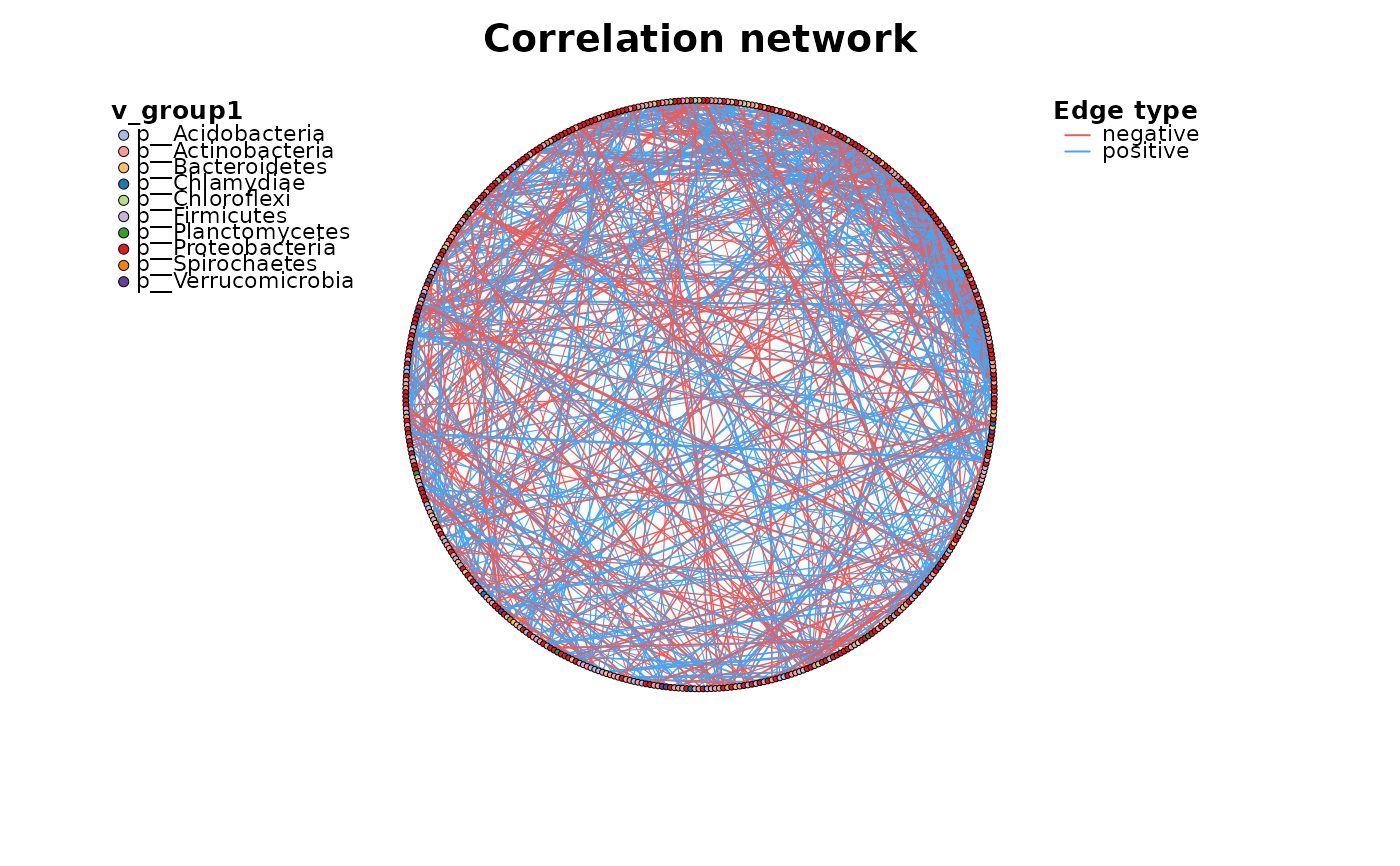 Correlation network
v_group1
p__Acidobacteria
p__Actinobacteria
p__Bacteroidetes
p__Chlamydiae
p__Chloroflexi
p__Firmicutes
p__Planctomycetes
p__Proteobacteria
p__Spirochaetes
p__Verrucomicrobia
Edge type
negative
positive